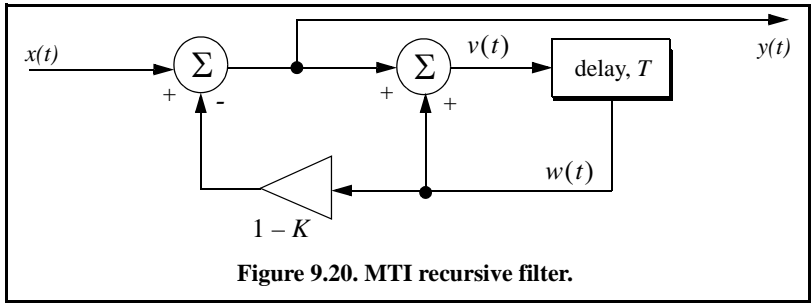 x(t)
Σ
+
-
Σ
+
+
v(t)
delay, T
y(t)
w(t)
1 – K
Figure 9.20. MTI recursive filter.